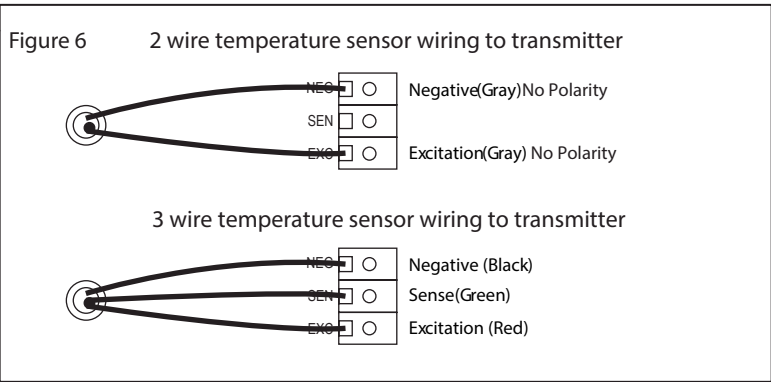 Figure 6 2 wire temperature sensor wiring to transmitter
NEG Negative(Gray)No Polarity
SEN
EXC Excitation(Gray) No Polarity
3 wire temperature sensor wiring to transmitter
NEG Negative (Black)
SEN Sense(Green)
EXC Excitation (Red)